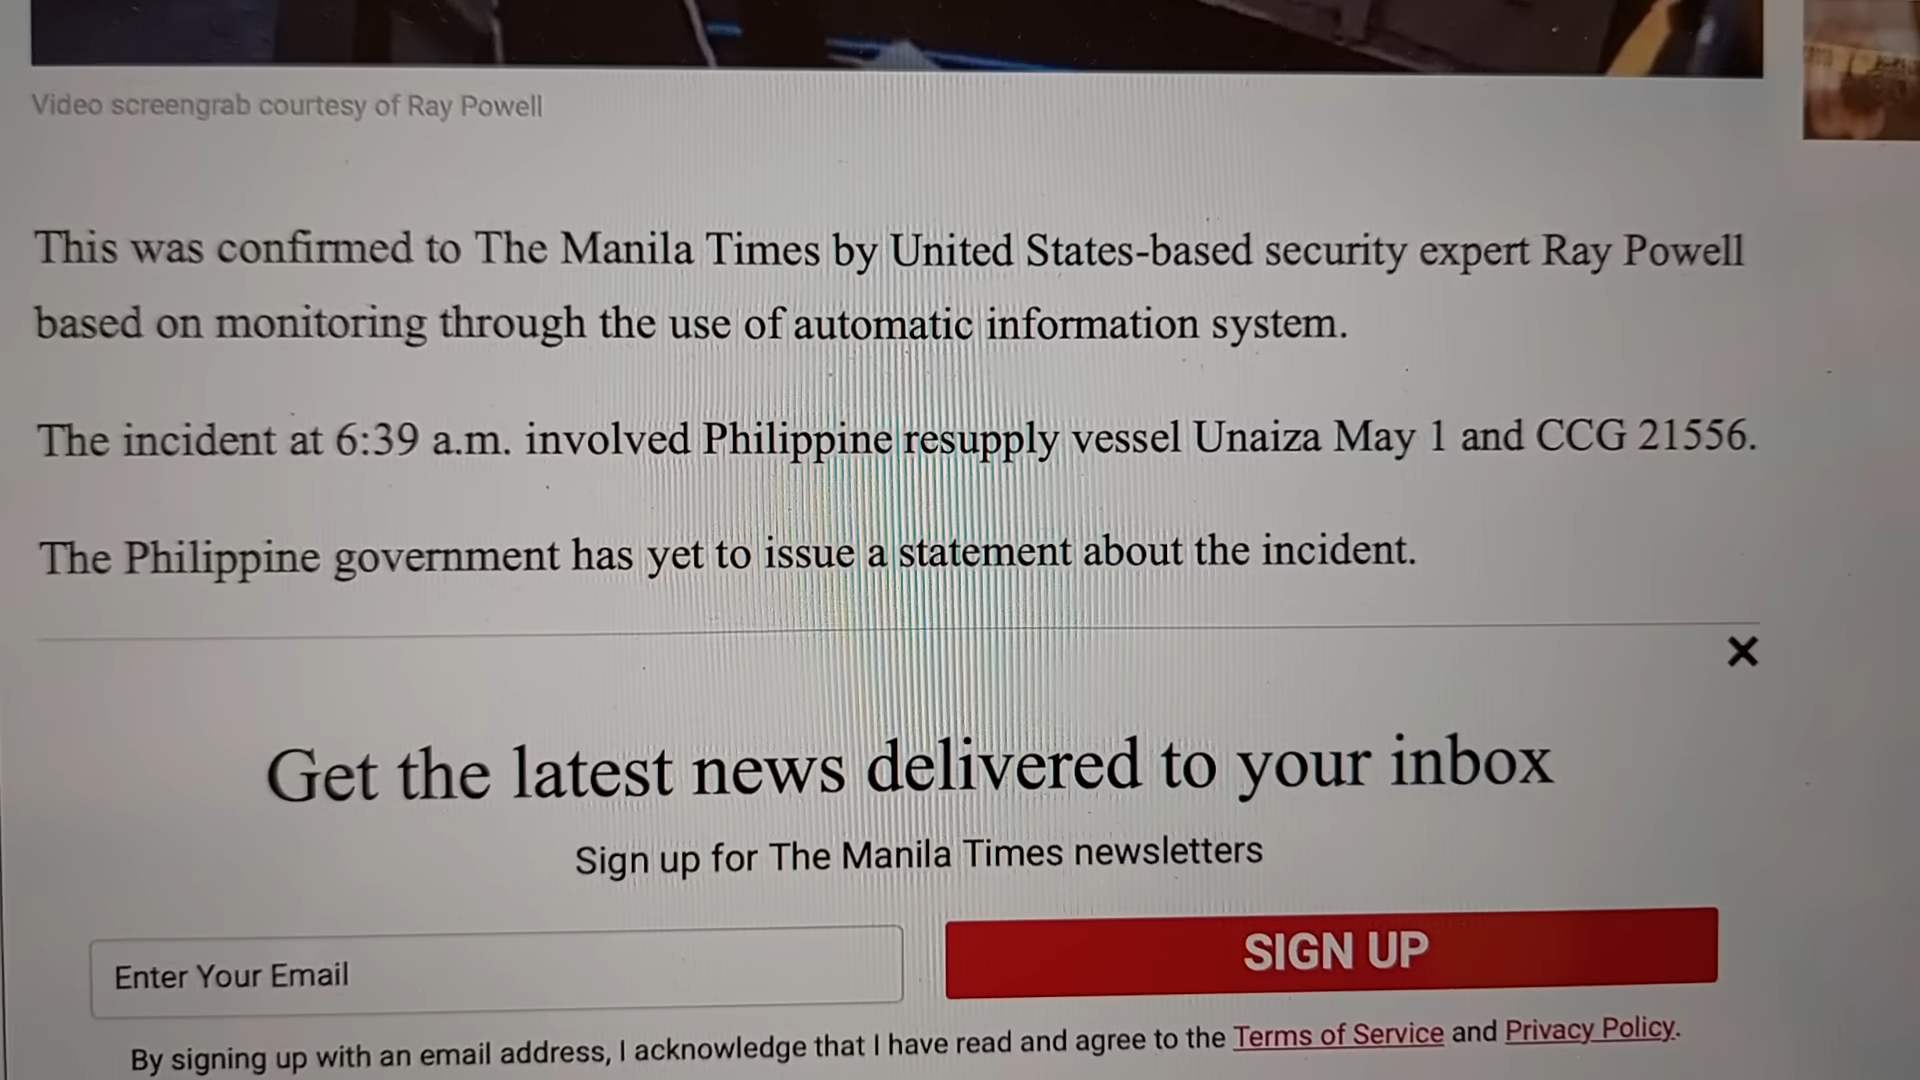 Video screengrab courtesy of Ray Powell
This was confirmed to The Manila Times by United States-based security expert Ray Powell
based on monitoring through the use of automatic information system.
The incident at 6:39 a.m. involved Philippine resupply vessel Unaiza May 1 and CCG 21556.
The Philippine government has yet to issue a statement about the incident.
Get the latest news delivered to your inbox
Sign up for The Manila Times newsletters
Enter Your Email
SIGN UP
By signing up with an email address, I acknowledge that I have read and agree to the Terms of Service and Privacy Policy.